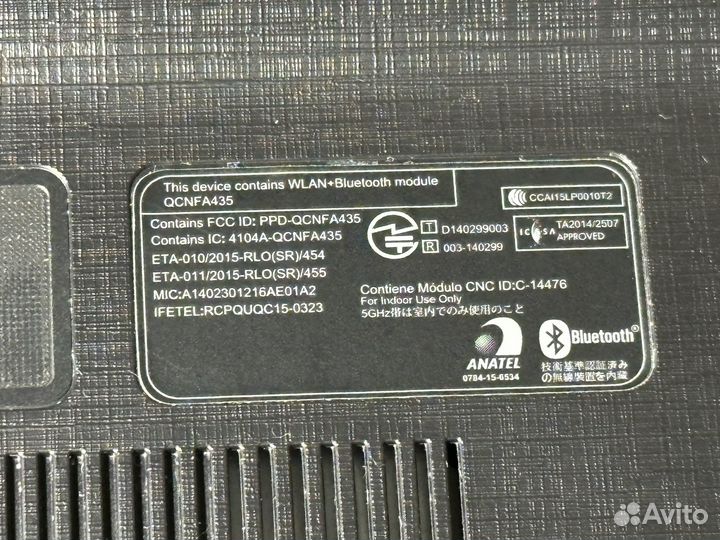 This device contains WLAN+Bluetooth module
QCNFA435
CCAI15LP0010T2
Contains FCC ID: PPD-QCNFA435
Contains IC: 4104A-QCNFA435
ETA-010/2015-RLO(SR)/454
ETA-011/2015-RLO(SR)/455
MIC:A1402301216AE01A2
IFETEL:RCPQUQC15-0323
T D140299003
R 003-140299
ICASA TA2014/2507
APPROVED
Contiene Módulo CNC ID:C-14476
For Indoor Use Only
5GHz帯は室内でのみ使用のこと
ANATEL
0784-15-6534
Bluetooth®
技術基準認証済み
の無線装置を内蔵
Avito